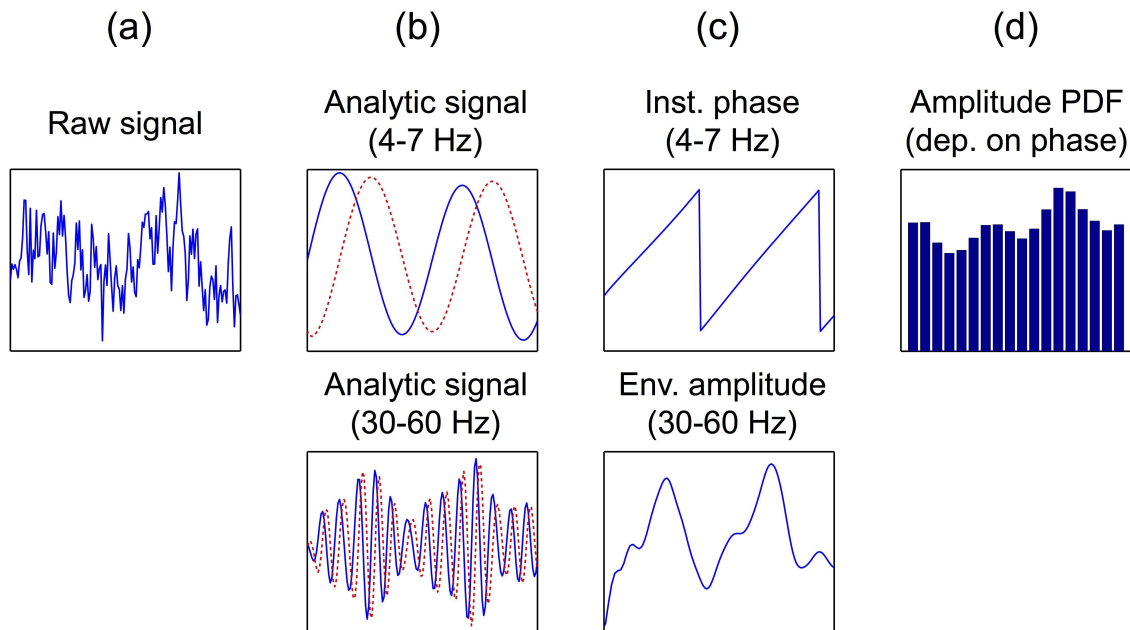 (a)
(b)
(c)
(d)
Raw signal
Analytic signal
(4-7 Hz)
Inst. phase
(4-7 Hz)
Amplitude PDF
(dep. on phase)
Analytic signal
(30-60 Hz)
Env. amplitude
(30-60 Hz)